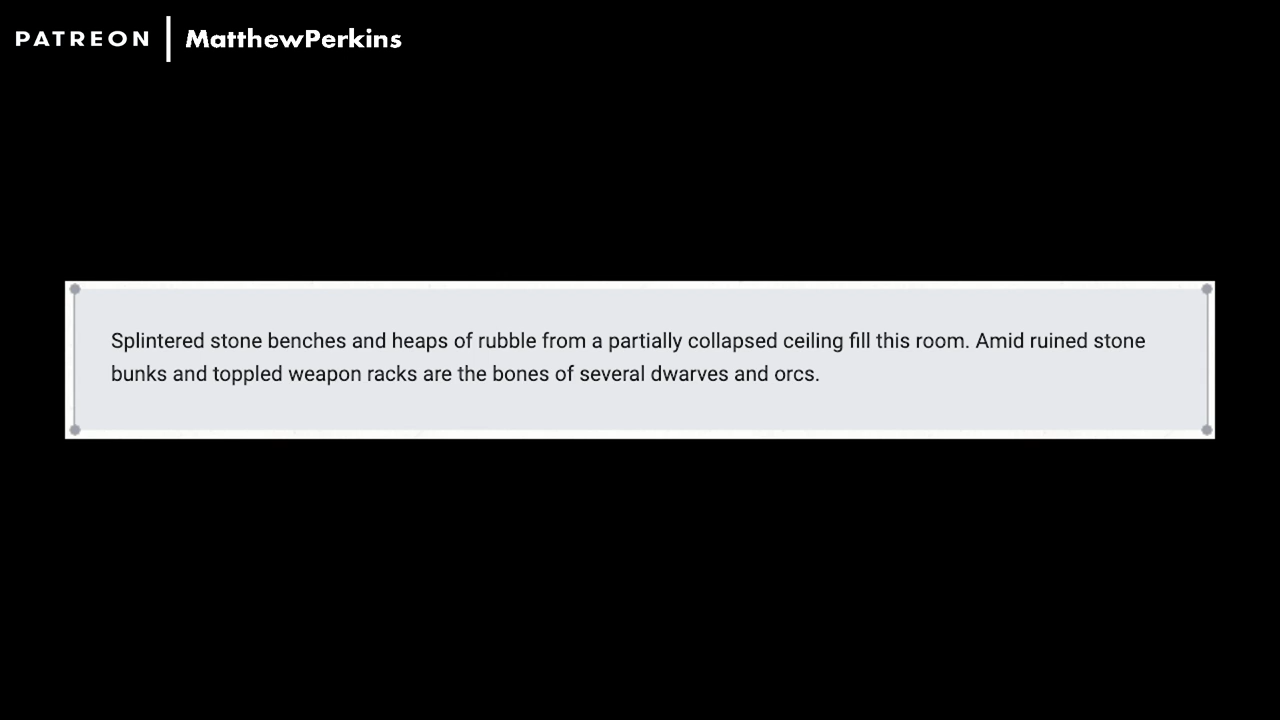 PATREON | MatthewPerkins
Splintered stone benches and heaps of rubble from a partially collapsed ceiling fill this room. Amid ruined stone
bunks and toppled weapon racks are the bones of several dwarves and orcs.